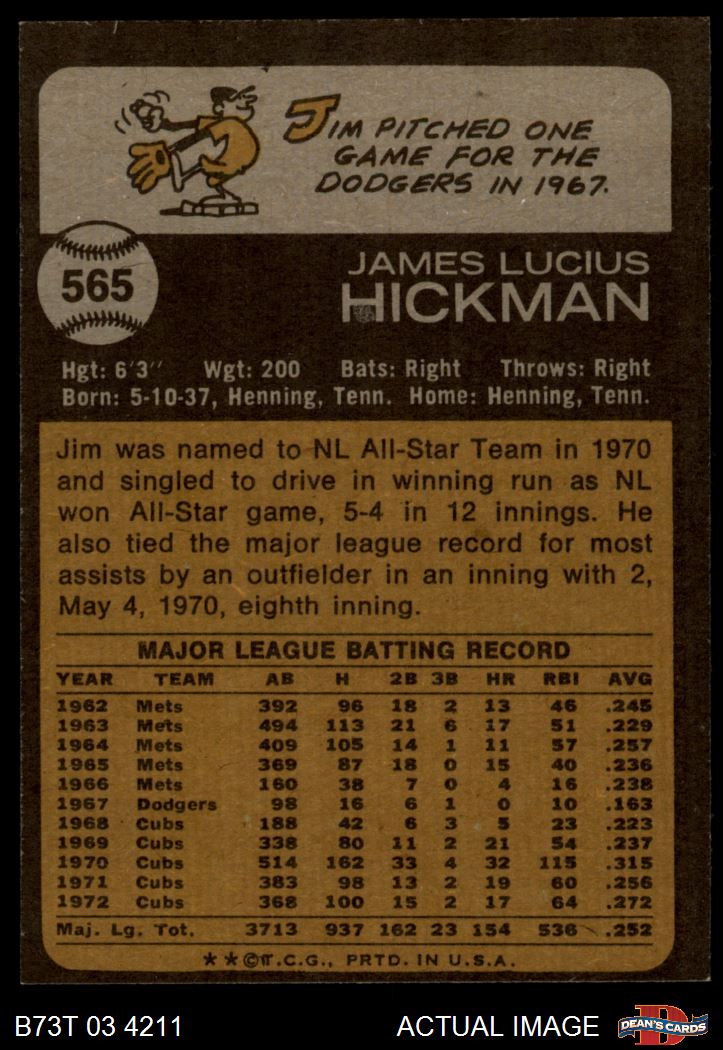 JIM PITCHED ONE
GAME FOR THE
DODGERS IN 1967.
565
JAMES LUCIUS
HICKMAN
Hgt: 6'3'' Wgt: 200 Bats: Right Throws: Right
Born: 5-10-37, Henning, Tenn. Home: Henning, Tenn.
Jim was named to NL All-Star Team in 1970
and singled to drive in winning run as NL
won All-Star game, 5-4 in 12 innings. He
also tied the major league record for most
assists by an outfielder in an inning with 2,
May 4, 1970, eighth inning.
MAJOR LEAGUE BATTING RECORD
YEAR TEAM AB H 2B 3B HR RBI AVG
1962 Mets 392 96 18 2 13 46 .245
1963 Mets 494 113 21 6 17 51 .229
1964 Mets 409 105 14 1 11 57 .257
1965 Mets 369 87 18 0 15 40 .236
1966 Mets 160 38 7 0 4 16 .238
1967 Dodgers 98 16 6 1 0 10 .163
1968 Cubs 188 42 6 3 5 23 .223
1969 Cubs 338 80 11 2 21 54 .237
1970 Cubs 514 162 33 4 32 115 .315
1971 Cubs 383 98 13 2 19 60 .256
1972 Cubs 368 100 15 2 17 64 .272
Maj. Lg. Tot. 3713 937 162 23 154 536 .252
★★©T.C.G., PRTD. IN U.S.A.
B73T 03 4211 ACTUAL IMAGE DEAN'S CARDS